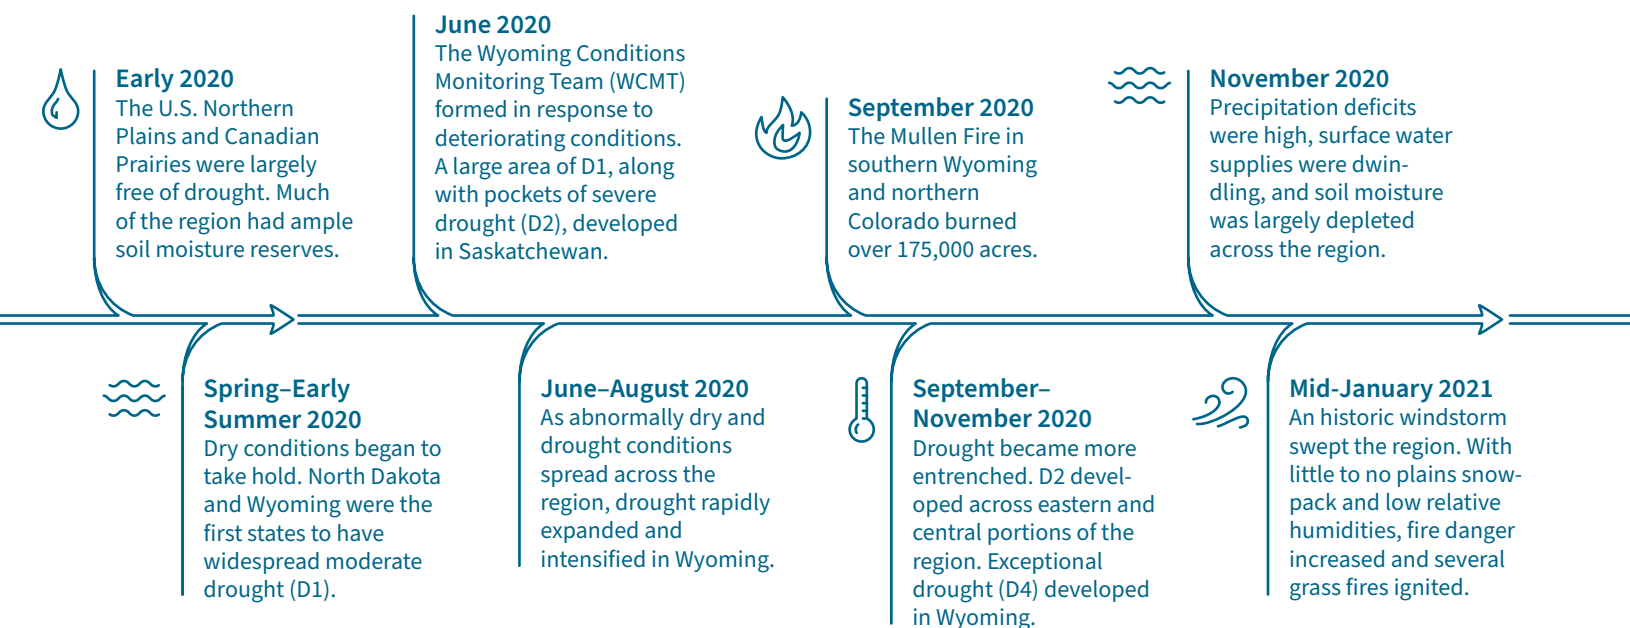 Early 2020
The U.S. Northern
Plains and Canadian
Prairies were largely
free of drought. Much
of the region had ample
soil moisture reserves.
Spring–Early
Summer 2020
Dry conditions began to
take hold. North Dakota
and Wyoming were the
first states to have
widespread moderate
drought (D1).
June 2020
The Wyoming Conditions
Monitoring Team (WCMT)
formed in response to
deteriorating conditions.
A large area of D1, along
with pockets of severe
drought (D2), developed
in Saskatchewan.
June–August 2020
As abnormally dry and
drought conditions
spread across the
region, drought rapidly
expanded and
intensified in Wyoming.
September 2020
The Mullen Fire in
southern Wyoming
and northern
Colorado burned
over 175,000 acres.
September–
November 2020
Drought became more
entrenched. D2 devel-
oped across eastern and
central portions of the
region. Exceptional
drought (D4) developed
in Wyoming.
November 2020
Precipitation deficits
were high, surface water
supplies were dwin-
dling, and soil moisture
was largely depleted
across the region.
Mid-January 2021
An historic windstorm
swept the region. With
little to no plains snow-
pack and low relative
humidities, fire danger
increased and several
grass fires ignited.